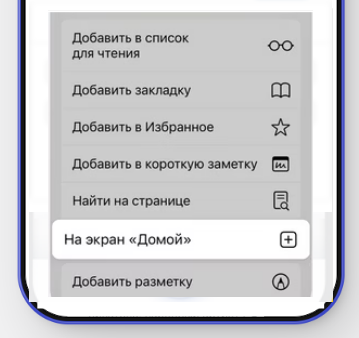 Добавить в список
для чтения
Добавить закладку
Добавить в Избранное
Добавить в короткую заметку
Найти на странице
На экран «Домой»
Добавить разметку